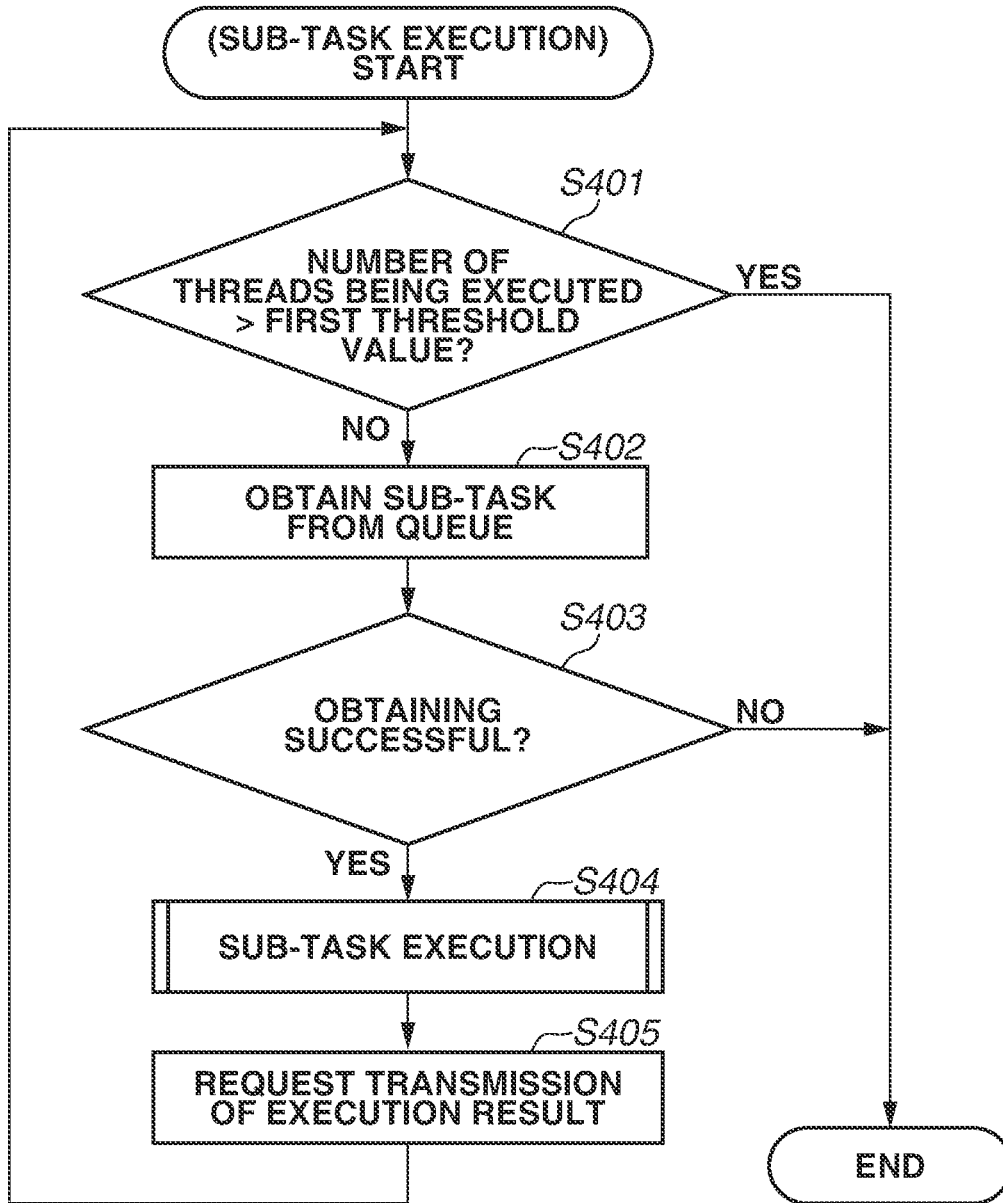 (SUB-TASK EXECUTION)
START
S401
NUMBER OF
THREADS BEING EXECUTED
> FIRST THRESHOLD
VALUE?
YES
NO
S402
OBTAIN SUB-TASK
FROM QUEUE
S403
OBTAINING
SUCCESSFUL?
NO
YES
S404
SUB-TASK EXECUTION
S405
REQUEST TRANSMISSION
OF EXECUTION RESULT
END